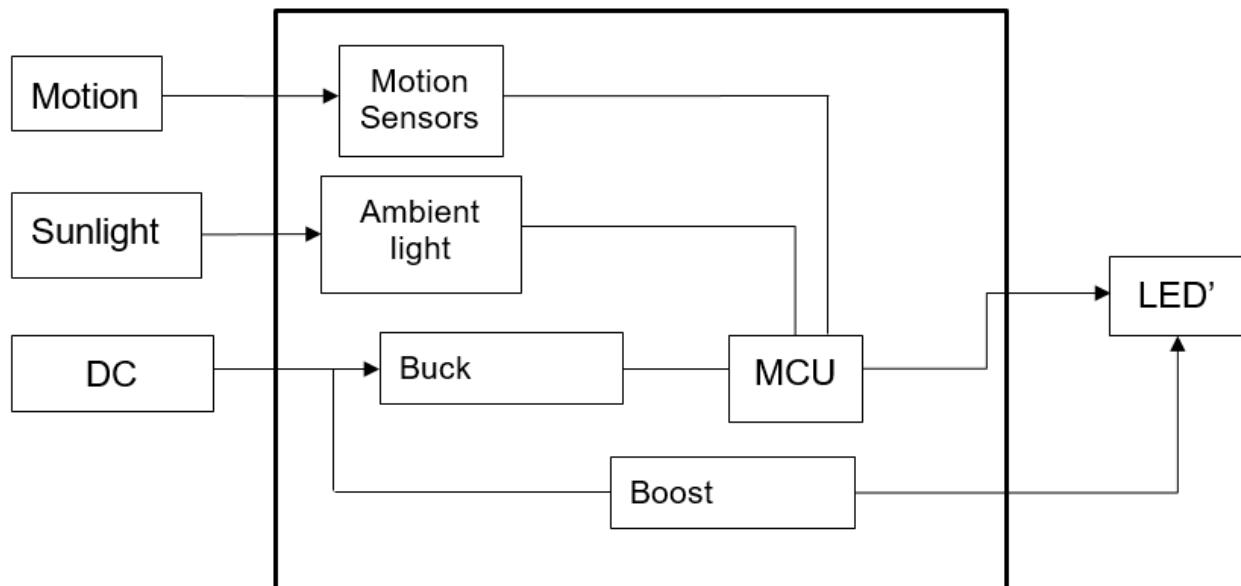 Motion
Motion
Sensors
Sunlight
Ambient
light
LED’
DC
Buck
MCU
Boost